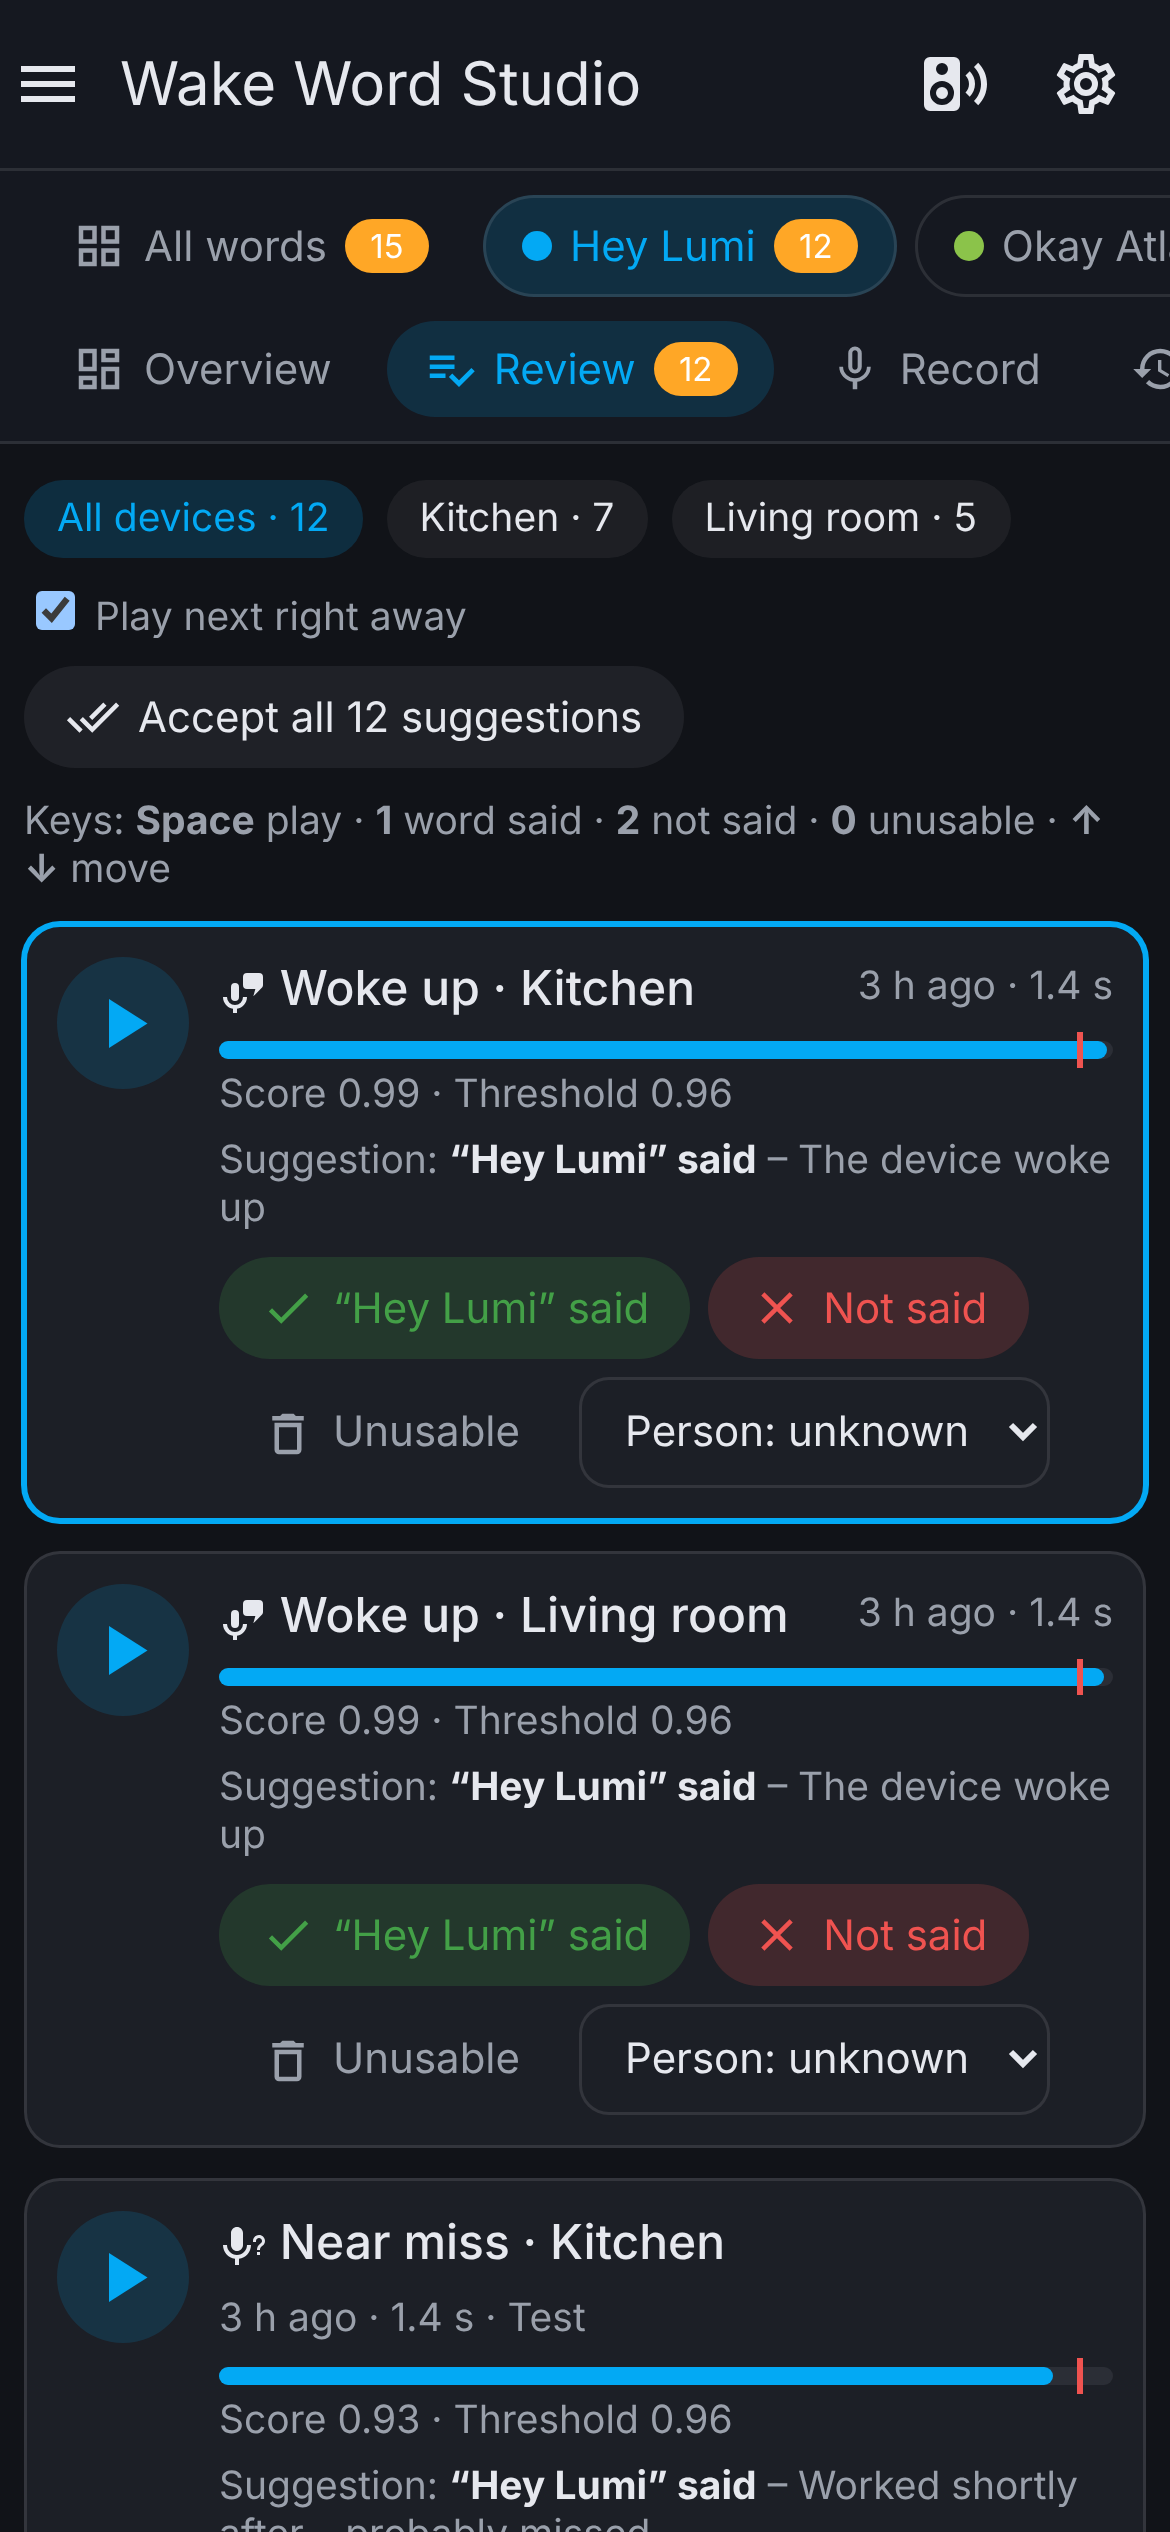 Wake Word Studio
All words 15 Hey Lumi 12 Okay Atl
Overview Review 12 Record
All devices · 12 Kitchen · 7 Living room · 5
Play next right away
Accept all 12 suggestions
Keys: Space play · 1 word said · 2 not said · 0 unusable · ↑
↓ move
Woke up · Kitchen 3 h ago · 1.4 s
Score 0.99 · Threshold 0.96
Suggestion: “Hey Lumi” said – The device woke
up
“Hey Lumi” said Not said
Unusable Person: unknown
Woke up · Living room 3 h ago · 1.4 s
Score 0.99 · Threshold 0.96
Suggestion: “Hey Lumi” said – The device woke
up
“Hey Lumi” said Not said
Unusable Person: unknown
? Near miss · Kitchen
3 h ago · 1.4 s · Test
Score 0.93 · Threshold 0.96
Suggestion: “Hey Lumi” said – Worked shortly
after – probably missed